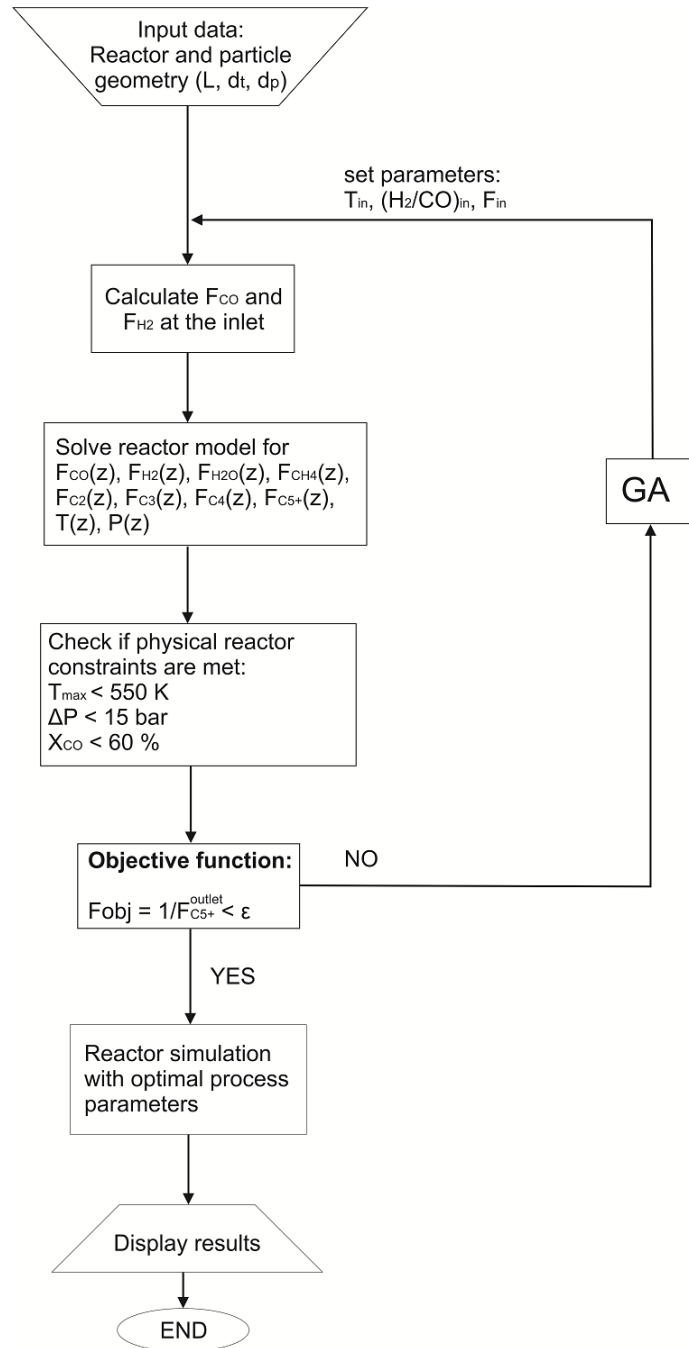 Input data:
Reactor and particle
geometry (L, dt, dp)
set parameters:
Tin, (H2/CO)in, Fin
Calculate FCO and
FH2 at the inlet
Solve reactor model for
FCO(z), FH2(z), FH2O(z), FCH4(z),
FC2(z), FC3(z), FC4(z), FC5+(z),
T(z), P(z)
GA
Check if physical reactor
constraints are met:
Tmax < 550 K
ΔP < 15 bar
XCO < 60 %
Objective function:
NO
Fobj = 1/F outlet C5+ < ε
YES
Reactor simulation
with optimal process
parameters
Display results
END